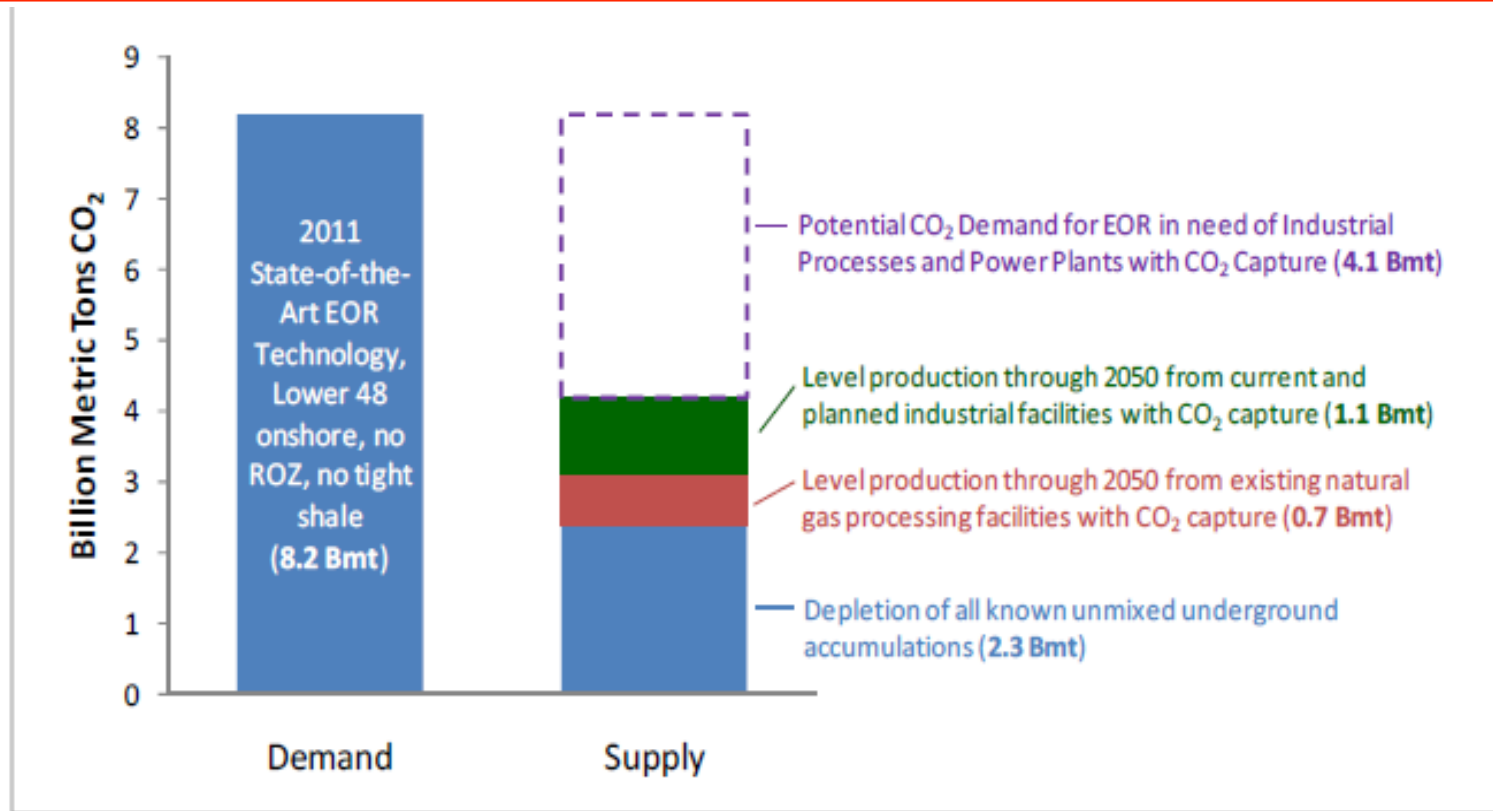 9
8
7
6
5
4
3
2
1
0
Billion Metric Tons CO₂
2011
State-of-the-
Art EOR
Technology,
Lower 48
onshore, no
ROZ, no tight
shale
(8.2 Bmt)
Potential CO₂ Demand for EOR in need of Industrial
Processes and Power Plants with CO₂ Capture (4.1 Bmt)
Level production through 2050 from current and
planned industrial facilities with CO₂ capture (1.1 Bmt)
Level production through 2050 from existing natural
gas processing facilities with CO₂ capture (0.7 Bmt)
Depletion of all known unmixed underground
accumulations (2.3 Bmt)
Demand
Supply